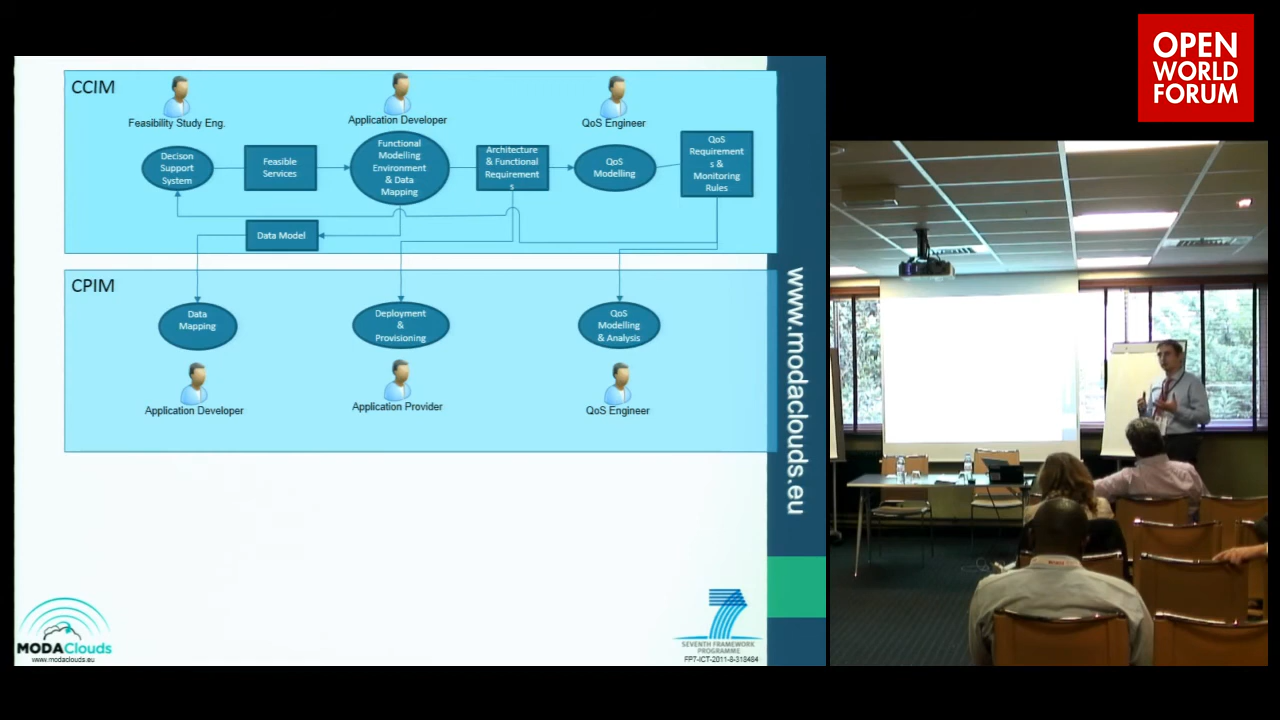 OPEN
WORLD
FORUM
CCIM
Feasibility Study Eng.
Application Developer
QoS Engineer
Decison
Support
System
Feasible
Services
Functional
Modelling
Environment
& Data
Mapping
Architecture
& Functional
Requirement
s
QoS
Modelling
QoS
Requirement
s &
Monitoring
Rules
Data Model
CPIM
Data
Mapping
Deployment
&
Provisioning
QoS
Modelling
& Analysis
Application Developer
Application Provider
QoS Engineer
www.modaclouds.eu
MODAClouds
www.modaclouds.eu
SEVENTH FRAMEWORK
PROGRAMME
FP7-ICT-2011-8-318484